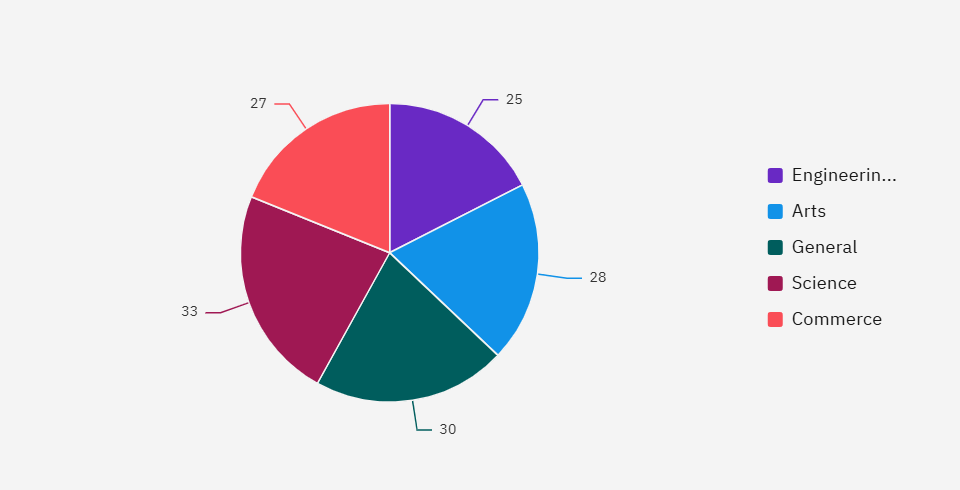 27
25
28
33
30
Engineerin...
Arts
General
Science
Commerce